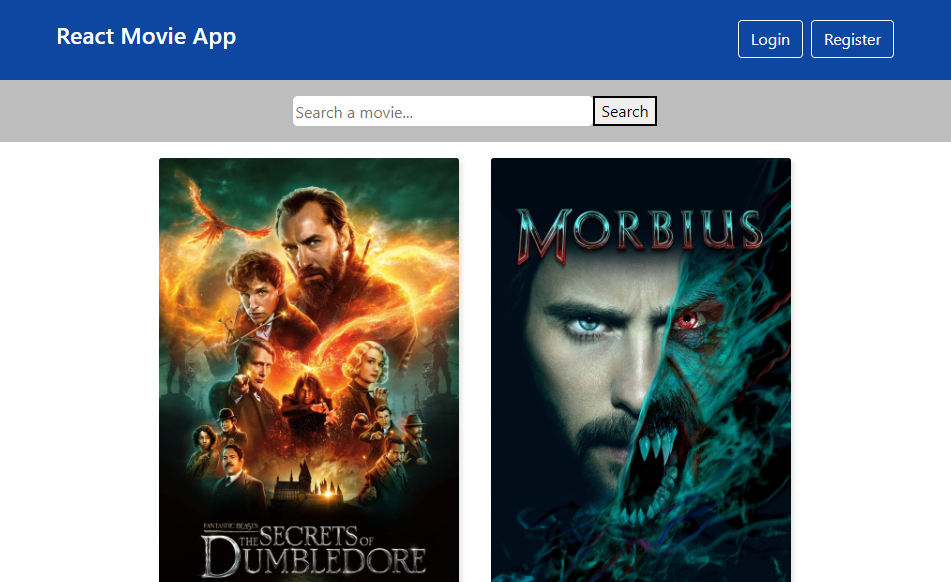 React Movie App
Login
Register
Search a movie...
Search
MORBIUS
FANTASTIC BEASTS
THE SECRETS OF
DUMBLEDORE